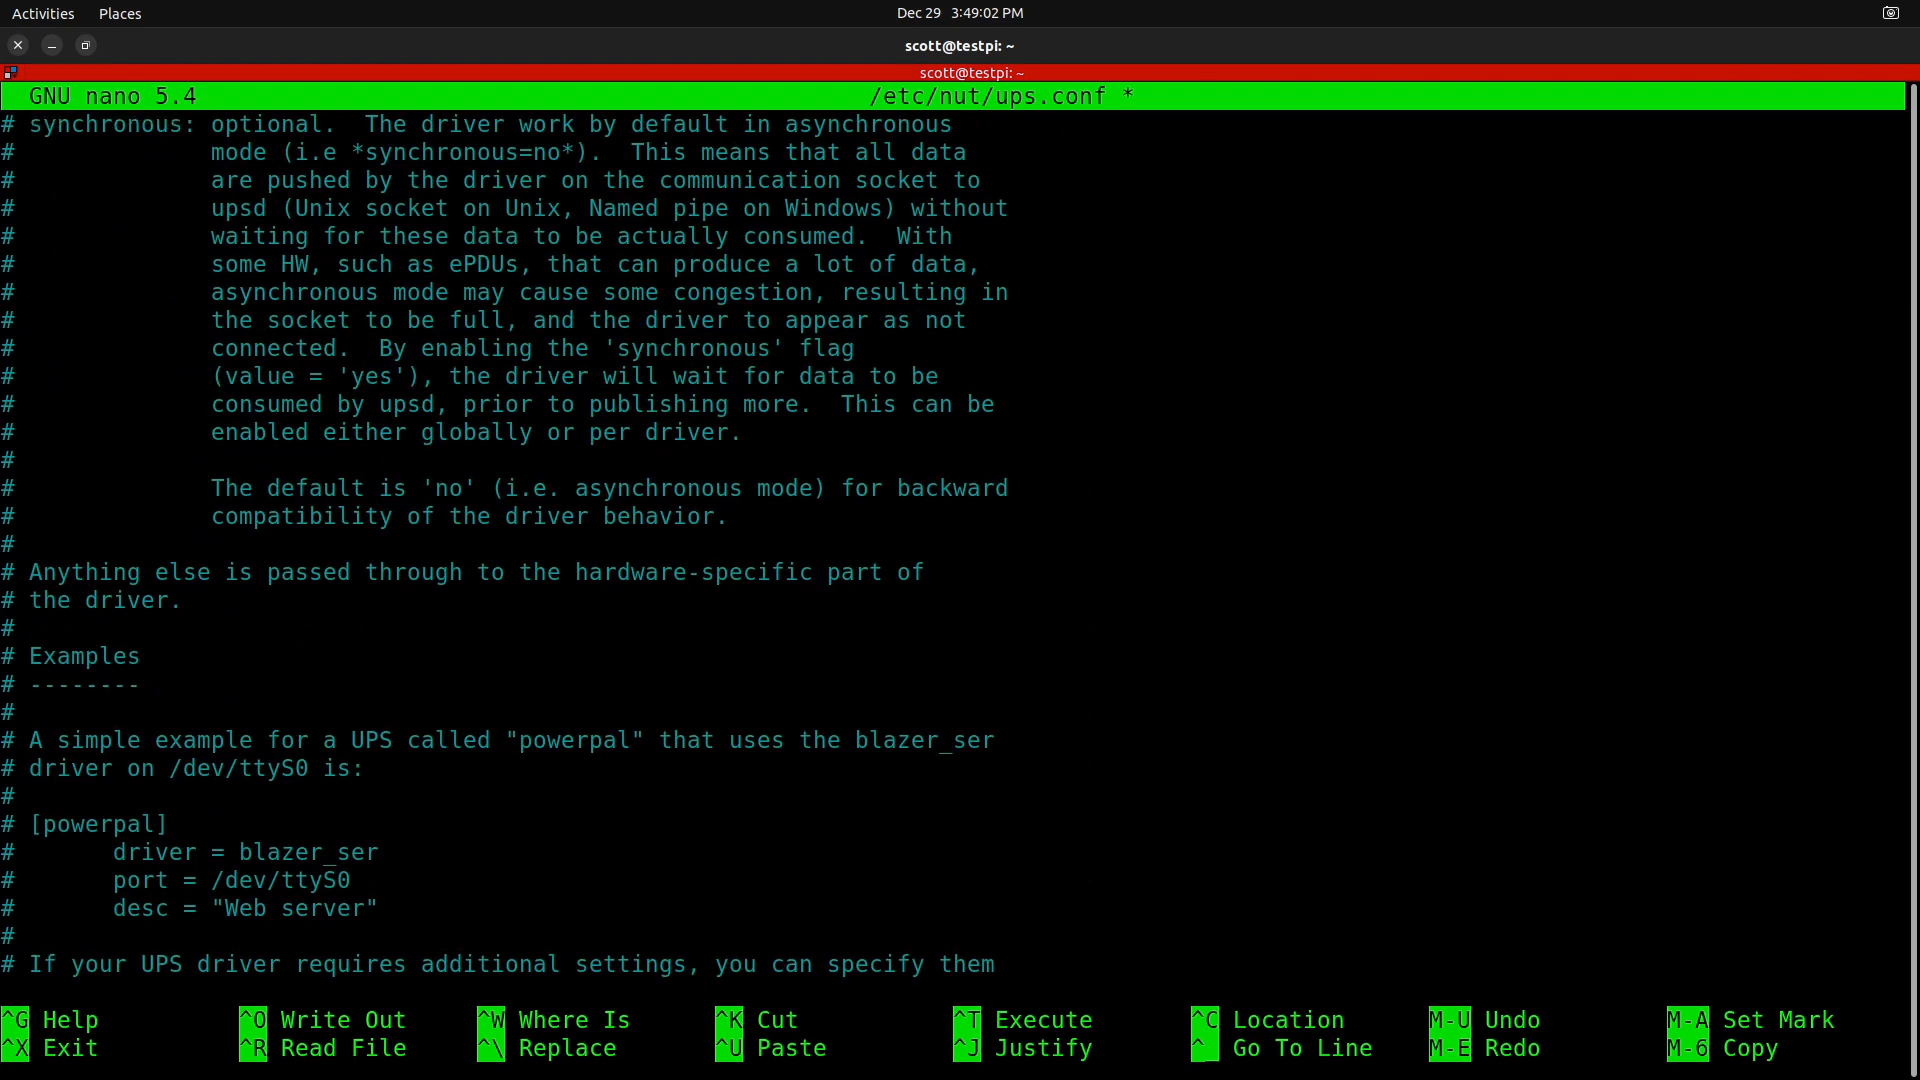 Activities Places Dec 29 3:49:02 PM
scott@testpi: ~
scott@testpi: ~
GNU nano 5.4 /etc/nut/ups.conf *
# synchronous: optional.  The driver work by default in asynchronous
#              mode (i.e *synchronous=no*).  This means that all data
#              are pushed by the driver on the communication socket to
#              upsd (Unix socket on Unix, Named pipe on Windows) without
#              waiting for these data to be actually consumed.  With
#              some HW, such as ePDUs, that can produce a lot of data,
#              asynchronous mode may cause some congestion, resulting in
#              the socket to be full, and the driver to appear as not
#              connected.  By enabling the 'synchronous' flag
#              (value = 'yes'), the driver will wait for data to be
#              consumed by upsd, prior to publishing more.  This can be
#              enabled either globally or per driver.
#
#              The default is 'no' (i.e. asynchronous mode) for backward
#              compatibility of the driver behavior.
#
# Anything else is passed through to the hardware-specific part of
# the driver.
#
# Examples
# --------
#
# A simple example for a UPS called "powerpal" that uses the blazer_ser
# driver on /dev/ttyS0 is:
#
# [powerpal]
#       driver = blazer_ser
#       port = /dev/ttyS0
#       desc = "Web server"
#
# If your UPS driver requires additional settings, you can specify them
^G Help ^O Write Out ^W Where Is ^K Cut ^T Execute ^C Location M-U Undo M-A Set Mark
^X Exit ^R Read File ^\ Replace ^U Paste ^J Justify ^_ Go To Line M-E Redo M-6 Copy